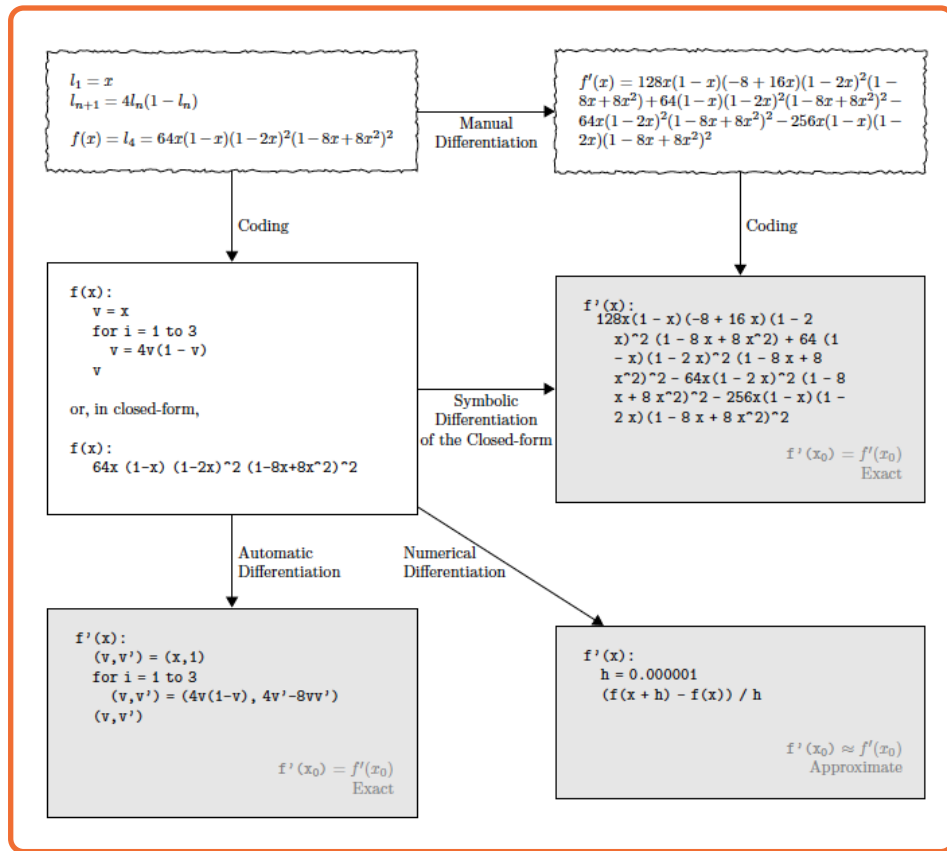 l₁ = x
lₙ₊₁ = 4lₙ(1 − lₙ)
f(x) = l₄ = 64x(1−x)(1−2x)²(1−8x+8x²)²
Manual
Differentiation
f′(x) = 128x(1 − x)(−8 + 16x)(1 − 2x)²(1 −
8x + 8x²) + 64(1 − x)(1 − 2x)²(1 − 8x + 8x²)² −
64x(1 − 2x)²(1 − 8x + 8x²)² − 256x(1 − x)(1 −
2x)(1 − 8x + 8x²)²
Coding
Coding
f(x):
v = x
for i = 1 to 3
v = 4v(1 - v)
v
or, in closed-form,
f(x):
64x (1-x) (1-2x)^2 (1-8x+8x^2)^2
Symbolic
Differentiation
of the Closed-form
f'(x):
128x(1 - x)(-8 + 16 x)(1 - 2
x)^2 (1 - 8 x + 8 x^2) + 64 (1
- x)(1 - 2 x)^2 (1 - 8 x + 8
x^2)^2 - 64x(1 - 2 x)^2 (1 - 8
x + 8 x^2)^2 - 256x(1 - x)(1 -
2 x)(1 - 8 x + 8 x^2)^2
f'(x₀) = f′(x₀)
Exact
Automatic
Differentiation
Numerical
Differentiation
f'(x):
(v,v') = (x,1)
for i = 1 to 3
(v,v') = (4v(1-v), 4v'-8vv')
(v,v')
f'(x₀) = f′(x₀)
Exact
f'(x):
h = 0.000001
(f(x + h) - f(x)) / h
f'(x₀) ≈ f′(x₀)
Approximate